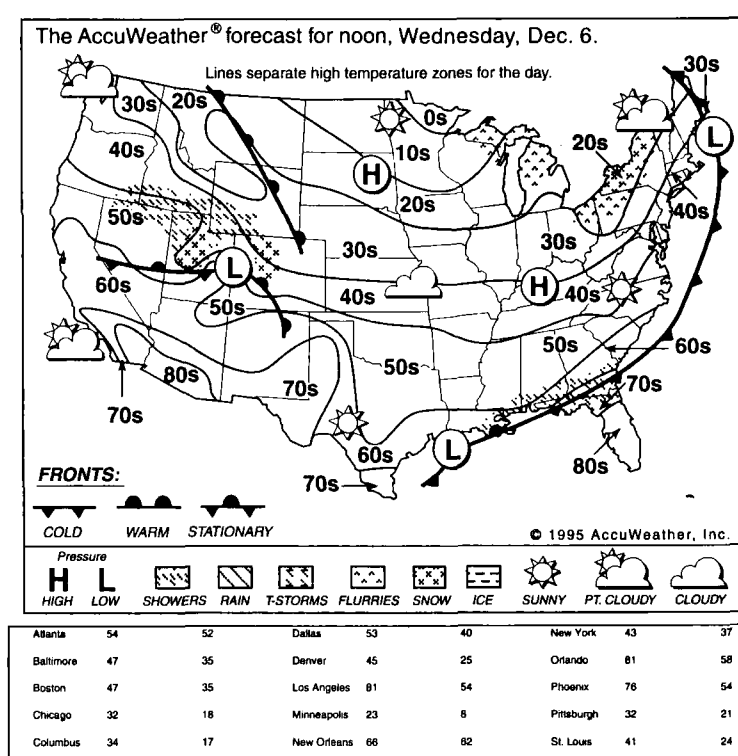 The AccuWeather® forecast for noon, Wednesday, Dec. 6.
Lines separate high temperature zones for the day.
30s
30s
20s
0s
L
40s
10s
20s
H
20s
50s
40s
30s
30s
L
60s
50s
40s
H
40s
50s
60s
50s
80s
70s
70s
70s
60s
L
80s
70s
FRONTS:
COLD WARM STATIONARY
© 1995 AccuWeather, Inc.
Pressure
H L
HIGH LOW SHOWERS RAIN T-STORMS FLURRIES SNOW ICE SUNNY PT. CLOUDY CLOUDY
Atlanta 54 52 Dallas 53 40 New York 43 37
Baltimore 47 35 Denver 45 25 Orlando 81 58
Boston 47 35 Los Angeles 81 54 Phoenix 76 54
Chicago 32 18 Minneapolis 23 8 Pittsburgh 32 21
Columbus 34 17 New Orleans 66 62 St. Louis 41 24